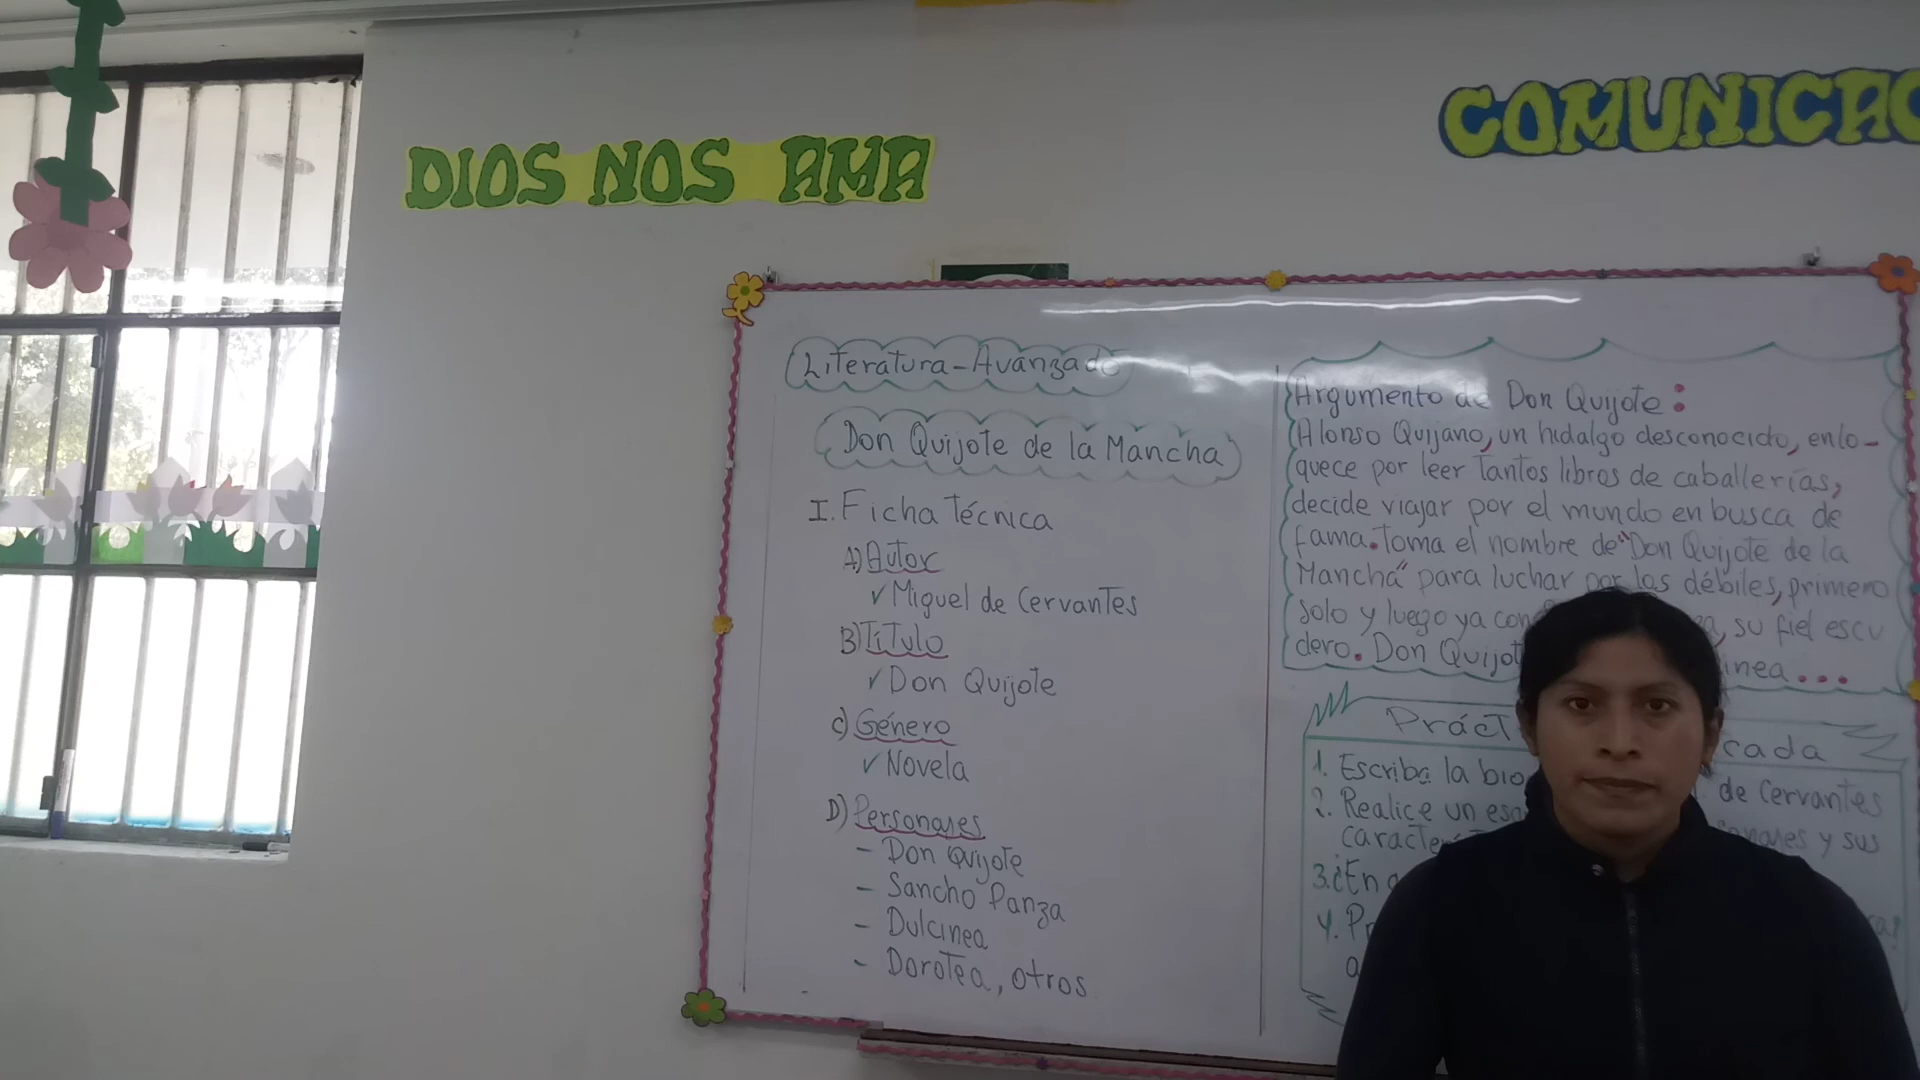 DIOS NOS AMA
COMUNICAC
Literatura-Avanzado
Don Quijote de la Mancha
I. Ficha Técnica
A) Autor
✓ Miguel de Cervantes
B) Título
✓ Don Quijote
C) Género
✓ Novela
D) Personajes
- Don Quijote
- Sancho Panza
- Dulcinea
- Dorotea, otros
Argumento de Don Quijote:
Alonso Quijano, un hidalgo desconocido, enlo-
quece por leer tantos libros de caballerías,
decide viajar por el mundo en busca de
fama. Toma el nombre de "Don Quijote de la
Mancha" para luchar por los débiles, primero
solo y luego ya con su fiel escu
dero. Don Quijot inea...
Práct cada
1. Escriba la bio de Cervantes
2. Realice un esq
caracter y sus
3. ¿En
4.